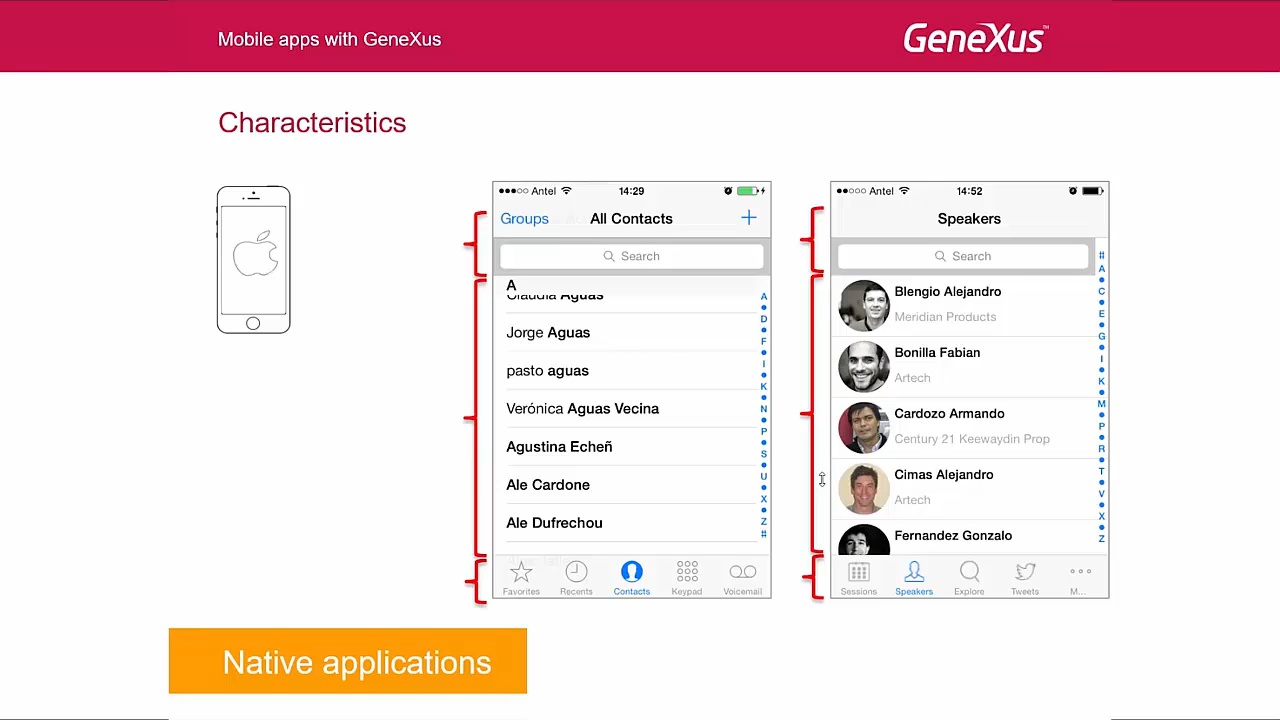 Mobile apps with GeneXus
GeneXus™
Characteristics
Antel 14:29
Groups All Contacts +
Search
A
Claudia Aguas
Jorge Aguas
pasto aguas
Verónica Aguas Vecina
Agustina Echeñ
Ale Cardone
Ale Dufrechou
A
D
F
I
K
N
P
S
U
X
Z
#
Favorites Recents Contacts Keypad Voicemail
Antel 14:52
Speakers
Search
Blengio Alejandro
Meridian Products
Bonilla Fabian
Artech
Cardozo Armando
Century 21 Keewaydin Prop
Cimas Alejandro
Artech
Fernandez Gonzalo
#
A
C
E
G
I
K
M
P
R
T
V
X
Z
Sessions Speakers Explore Tweets M...
Native applications